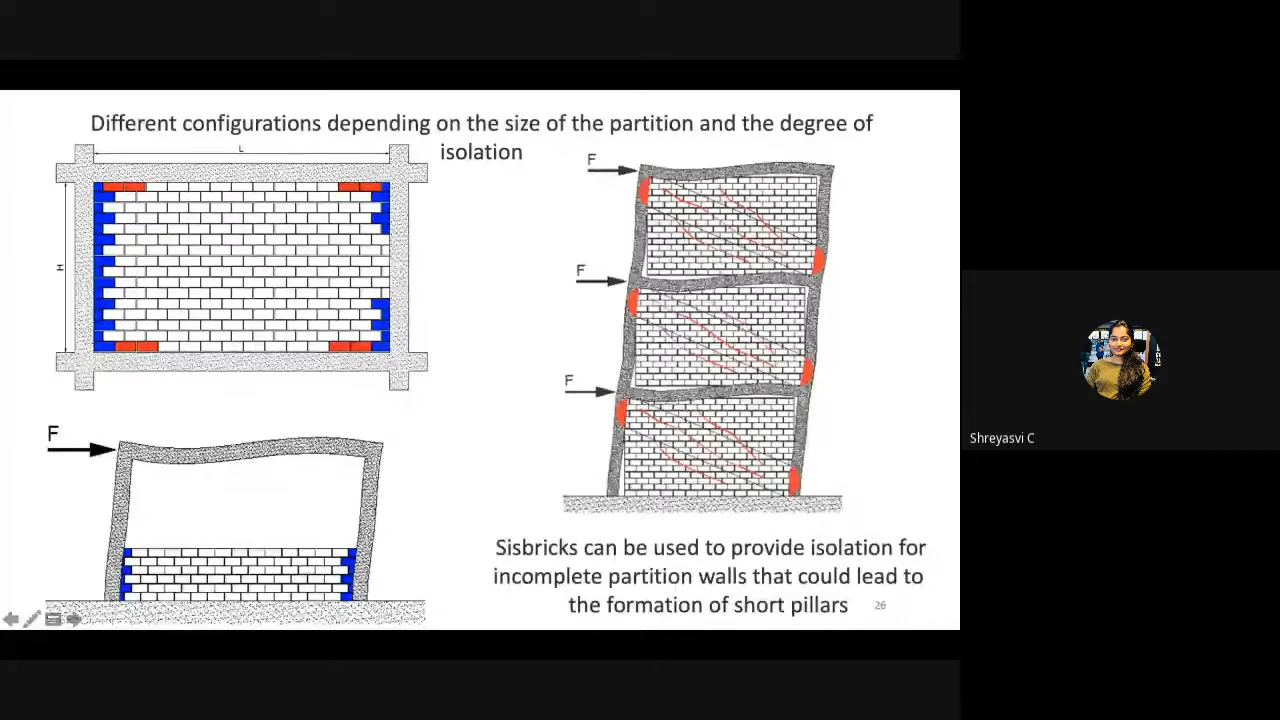 Different configurations depending on the size of the partition and the degree of
isolation
L
H
F
F
F
F
Sisbricks can be used to provide isolation for
incomplete partition walls that could lead to
the formation of short pillars
26
Shreyasvi C